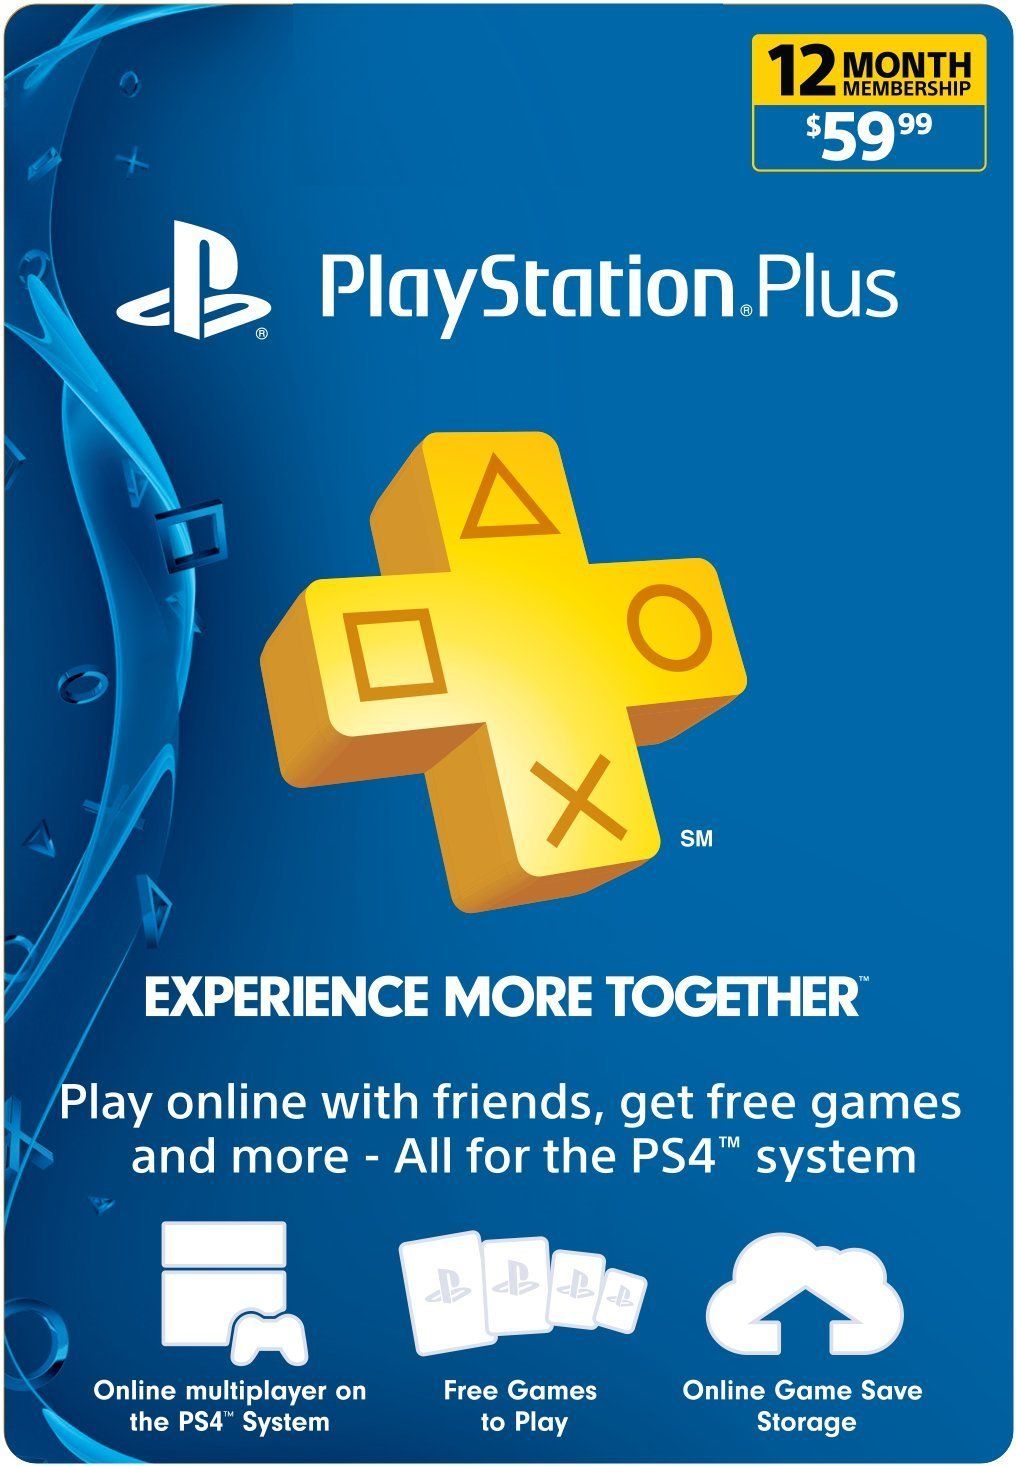 12 MONTH
MEMBERSHIP
$59.99
PlayStation®Plus
®
SM
EXPERIENCE MORE TOGETHER™
Play online with friends, get free games
and more - All for the PS4™ system
Online multiplayer on
the PS4™ System
Free Games
to Play
Online Game Save
Storage